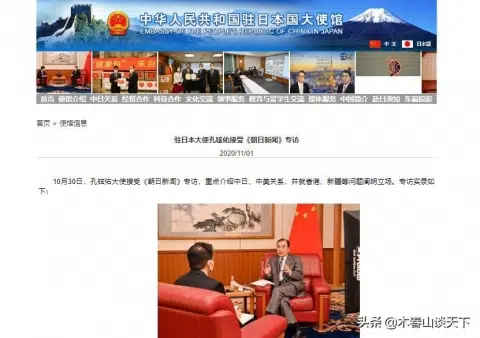 中华人民共和国驻日本国大使馆
EMBASSY OF THE PEOPLE'S REPUBLIC OF CHINA IN JAPAN
中 文 日本語
首页 使馆介绍 中日关系 经贸合作 科技合作 文化交流 领事服务 教育与留学生交流 媒体服务 中国简介 赴日须知 东瀛掠影
首页 > 使馆信息
驻日本大使孔铉佑接受《朝日新闻》专访
2020/11/01
10月30日，孔铉佑大使接受《朝日新闻》专访，重点介绍中日、中美关系，并就香港、新疆等问题阐明立场。专访实录如
下：
头条 @木春山谈天下